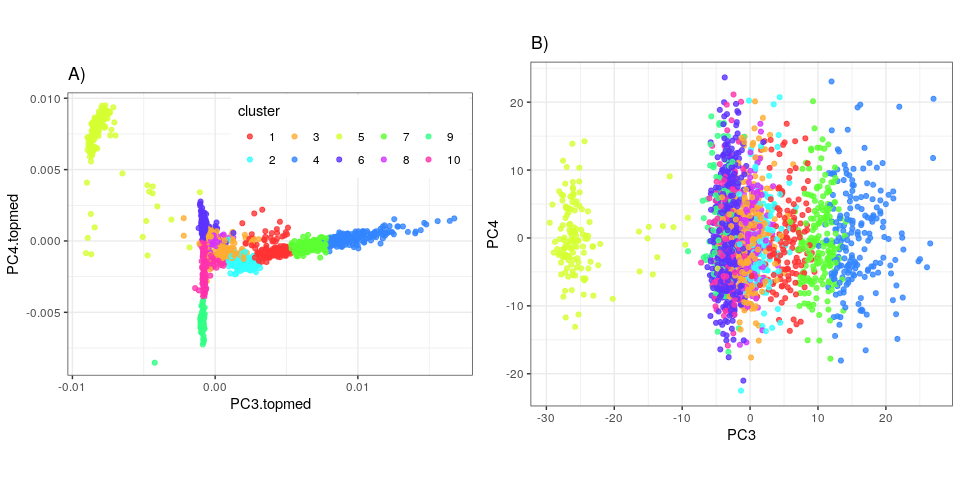 A)
cluster
1 3 5 7 9
2 4 6 8 10
0.010
0.005
0.000
-0.005
-0.01 0.00 0.01
PC3.topmed
PC4.topmed
B)
20
10
0
-10
-20
-30 -20 -10 0 10 20
PC3
PC4